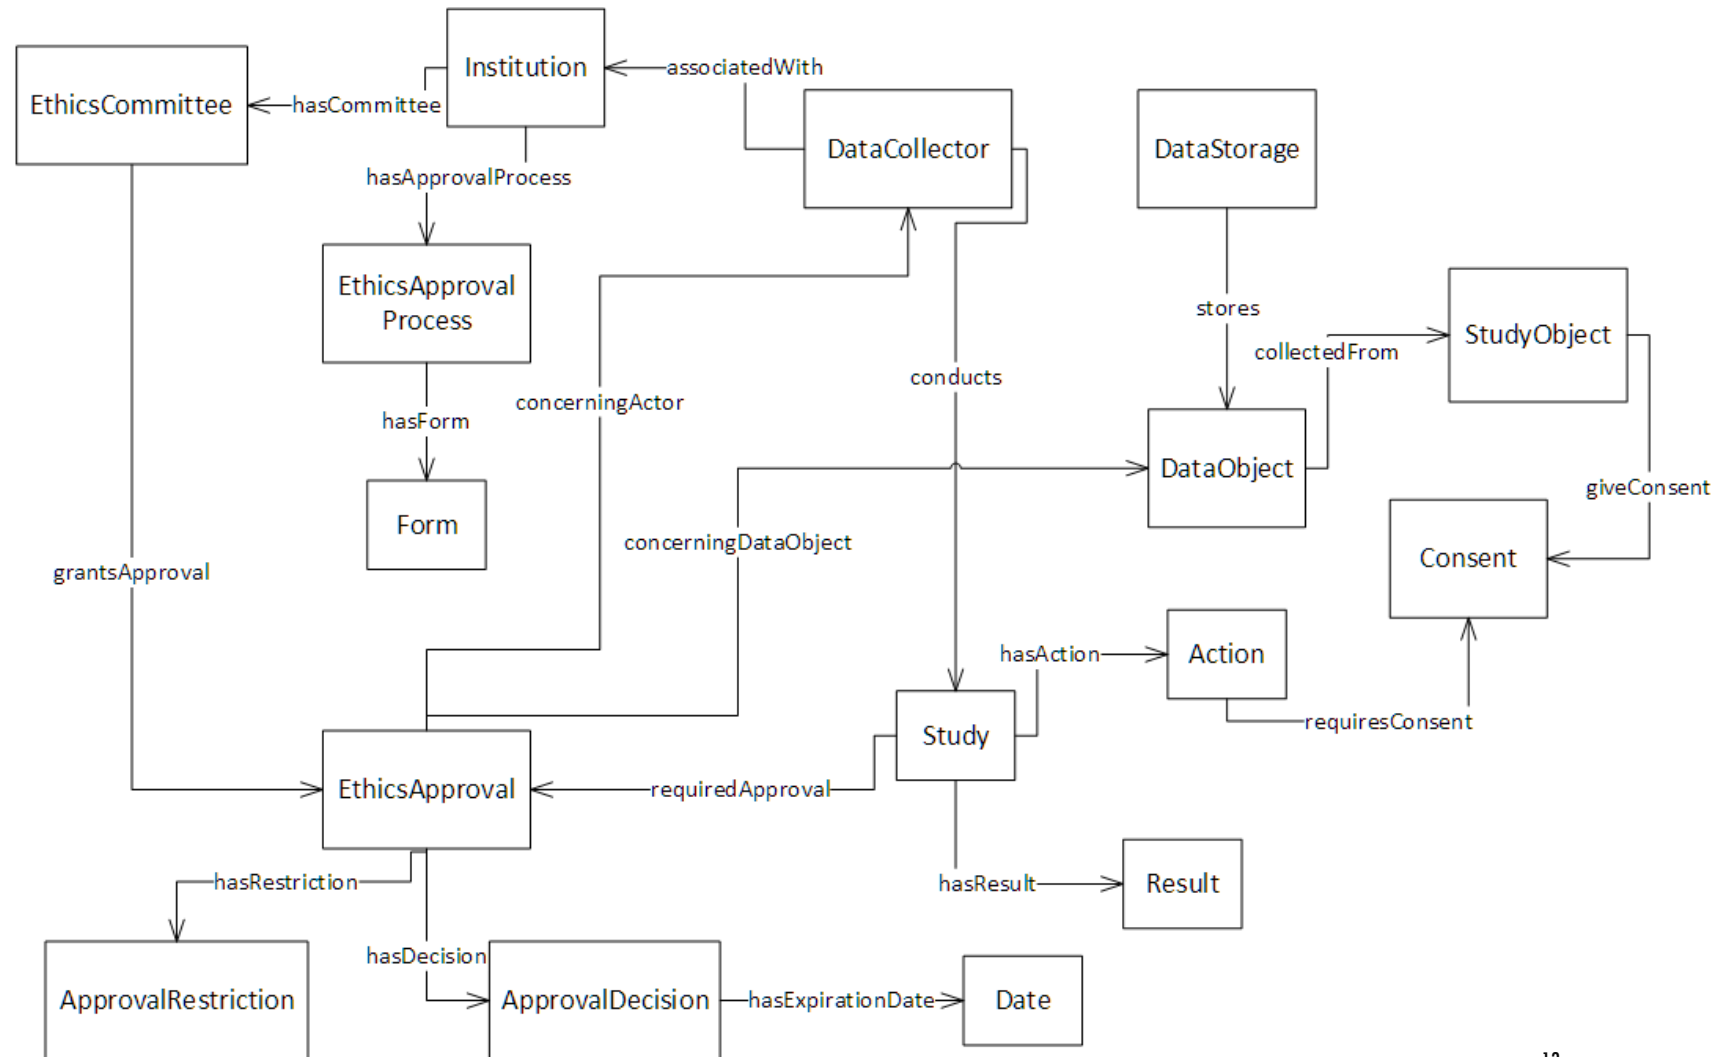 Institution
associatedWith
EthicsCommittee
hasCommittee
DataCollector
DataStorage
hasApprovalProcess
EthicsApproval
Process
stores
StudyObject
collectedFrom
conducts
concerningActor
hasForm
DataObject
giveConsent
Form
concerningDataObject
Consent
grantsApproval
hasAction
Action
requiresConsent
Study
EthicsApproval
requiredApproval
hasRestriction
hasResult
Result
hasDecision
ApprovalRestriction
ApprovalDecision
hasExpirationDate
Date